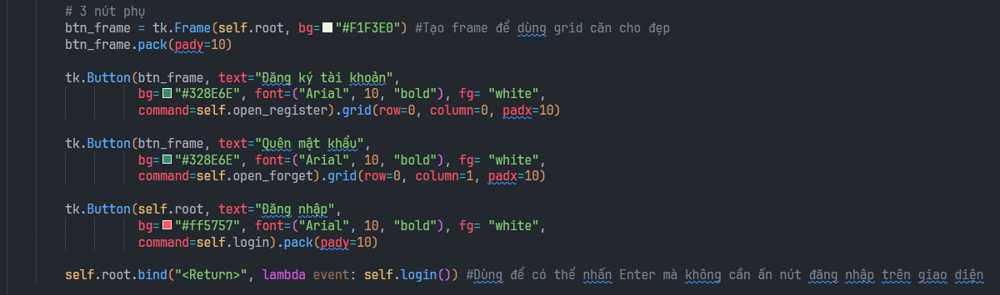 # 3 nút phụ
btn_frame = tk.Frame(self.root, bg="#F1F3E0") #Tạo frame để dùng grid căn cho đẹp
btn_frame.pack(pady=10)
tk.Button(btn_frame, text="Đăng ký tài khoản",
bg="#328E6E", font=("Arial", 10, "bold"), fg= "white",
command=self.open_register).grid(row=0, column=0, padx=10)
tk.Button(btn_frame, text="Quên mật khẩu",
bg="#328E6E", font=("Arial", 10, "bold"), fg= "white",
command=self.open_forget).grid(row=0, column=1, padx=10)
tk.Button(self.root, text="Đăng nhập",
bg="#ff5757", font=("Arial", 10, "bold"), fg= "white",
command=self.login).pack(pady=10)
self.root.bind("<Return>", lambda event: self.login()) #Dùng để có thể nhấn Enter mà không cần ấn nút đăng nhập trên giao diện